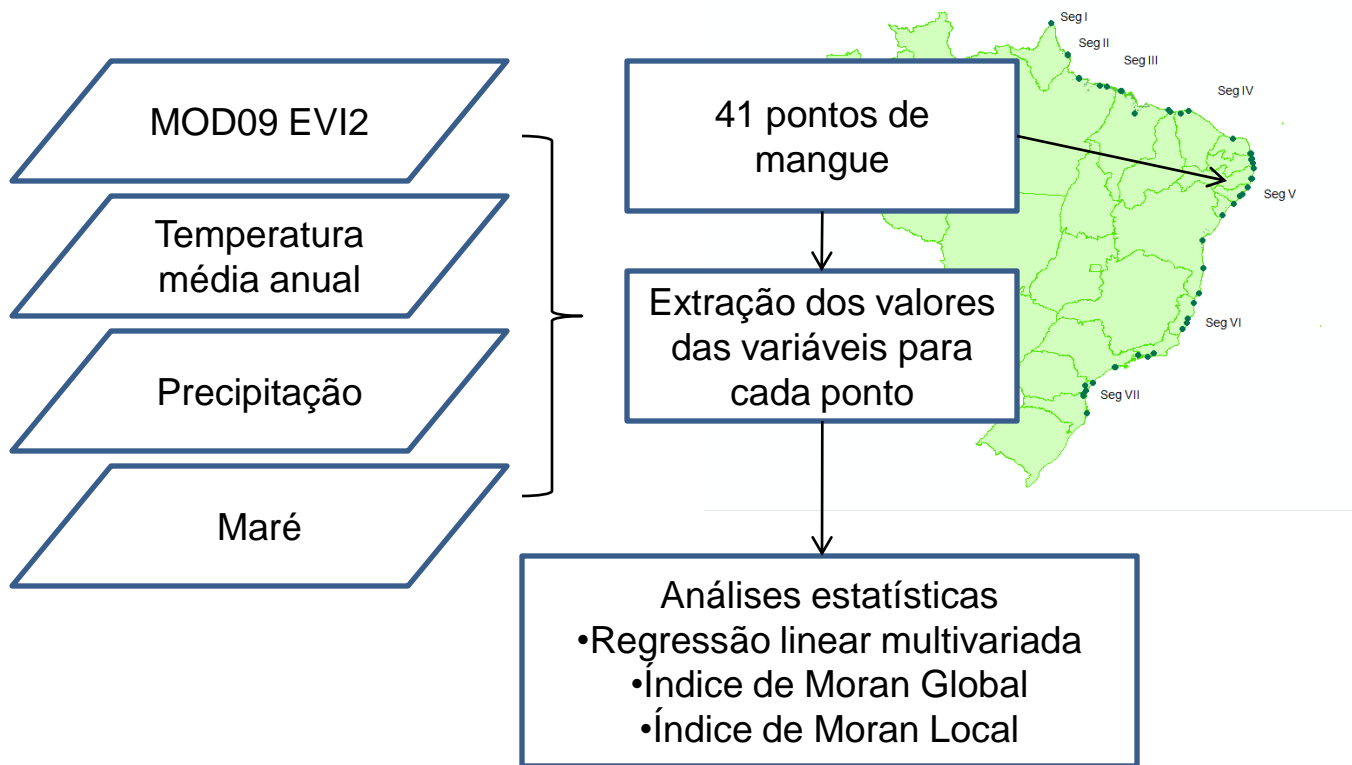 MOD09 EVI2
Temperatura
média anual
Precipitação
Maré
41 pontos de
mangue
Extração dos valores
das variáveis para
cada ponto
Análises estatísticas
•Regressão linear multivariada
•Índice de Moran Global
•Índice de Moran Local
Seg I
Seg II
Seg III
Seg IV
Seg V
Seg VI
Seg VII